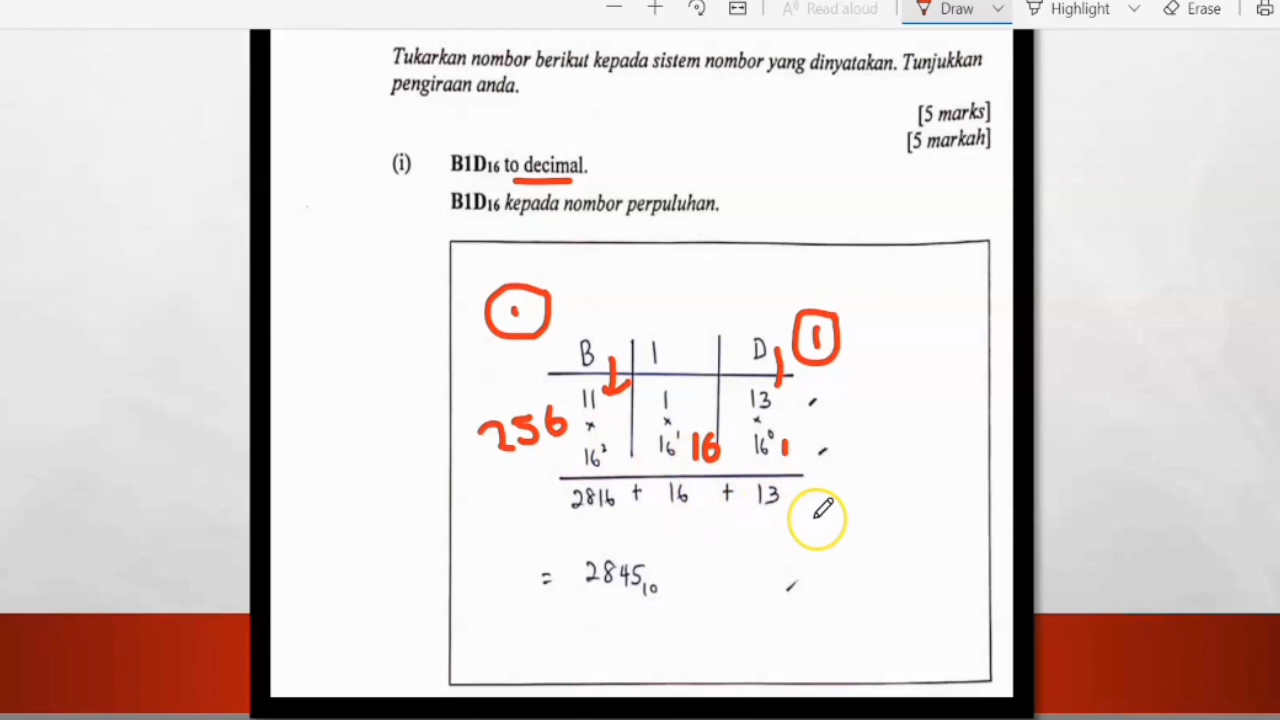 Read aloud Draw Highlight Erase
Tukarkan nombor berikut kepada sistem nombor yang dinyatakan. Tunjukkan
pengiraan anda.
[5 marks]
[5 markah]
(i) B1D₁₆ to decimal.
B1D₁₆ kepada nombor perpuluhan.
B 1 D 1
11 1 13
256 × × ×
16² 16¹ 16 16⁰ 1
2816 + 16 + 13
= 2845₁₀